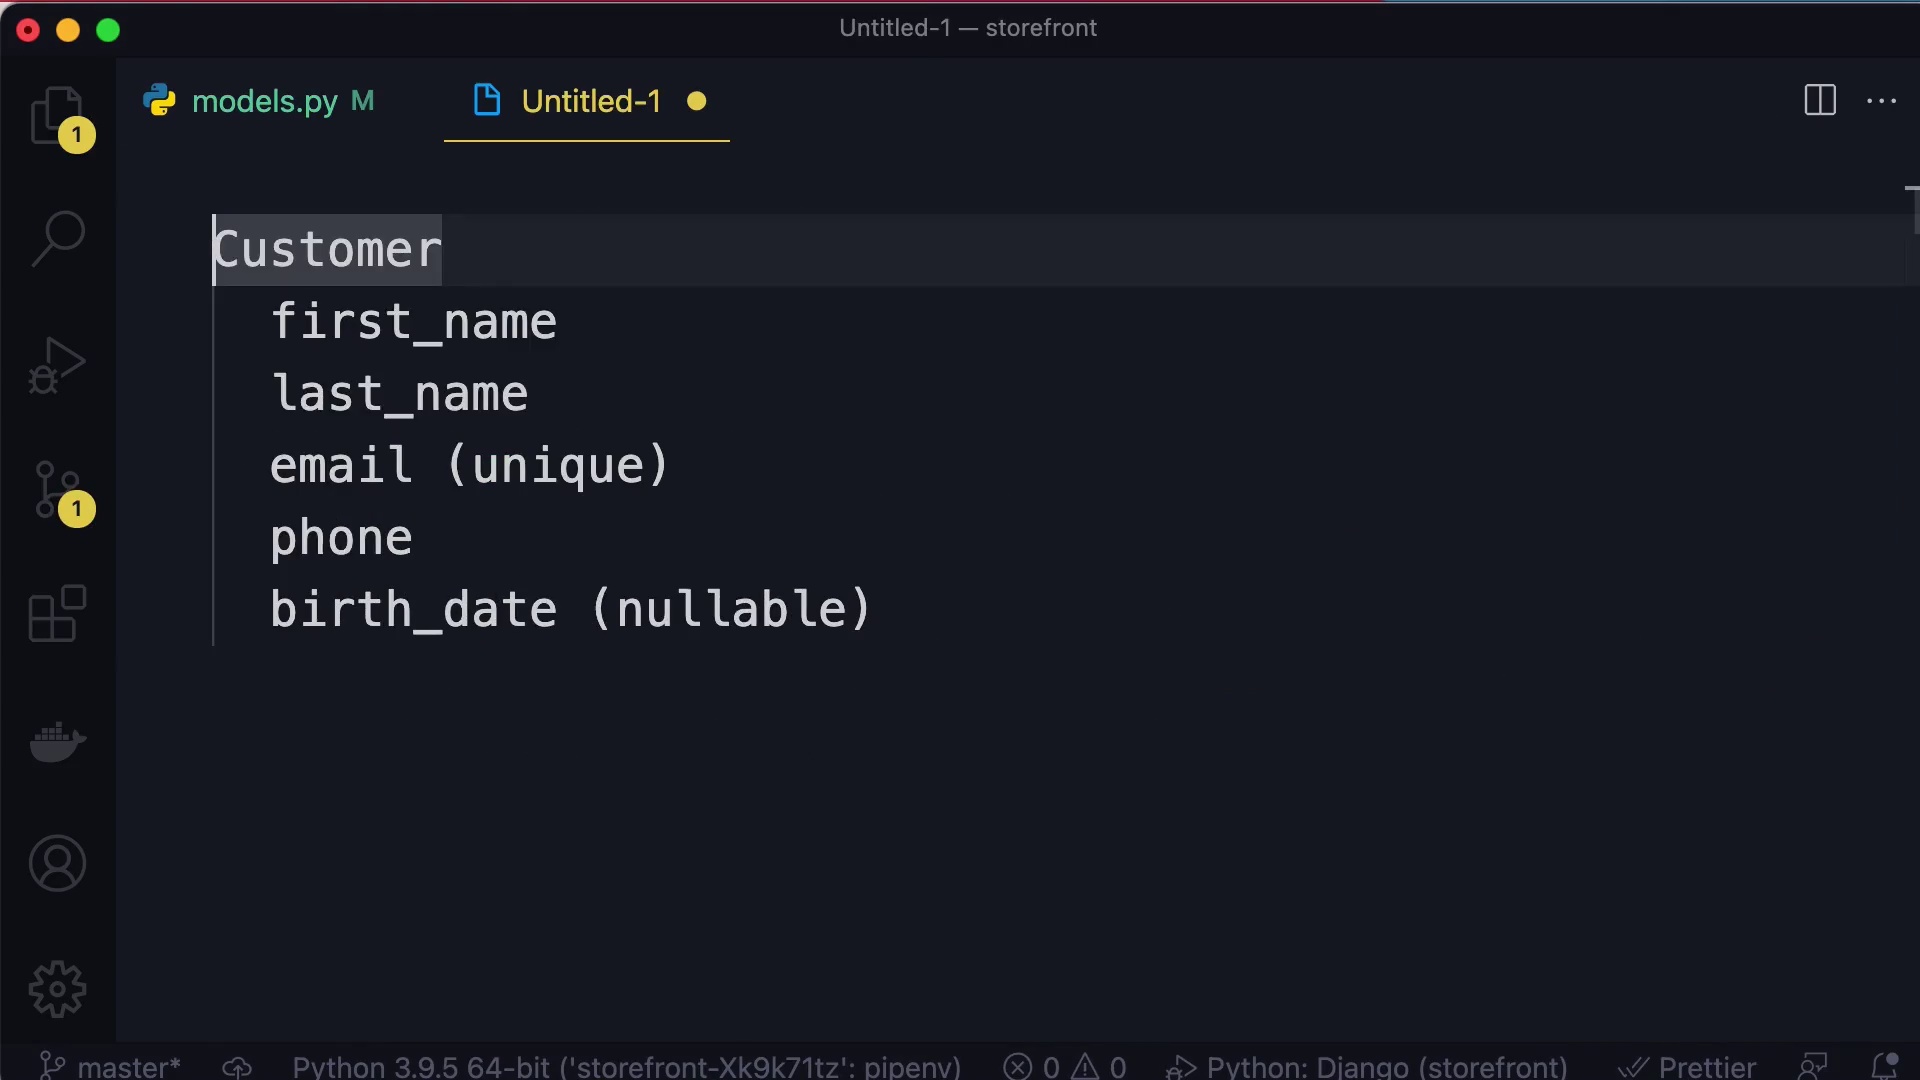 Untitled-1 — storefront
models.py M
Untitled-1
1
Customer
first_name
last_name
email (unique)
phone
birth_date (nullable)
1
master*
Python 3.9.5 64-bit ('storefront-Xk9k71tz': pipenv)
0
0
Python: Django (storefront)
Prettier